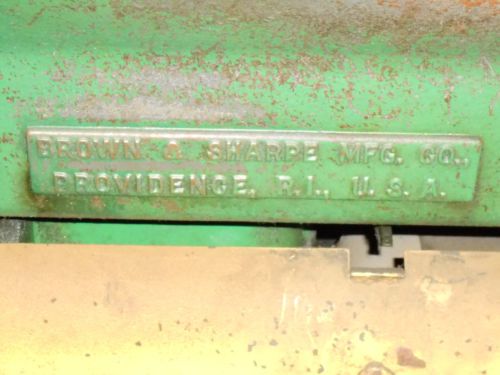 BROWN & SHARPE MFG. CO.,
PROVIDENCE, R.I., U.S.A.